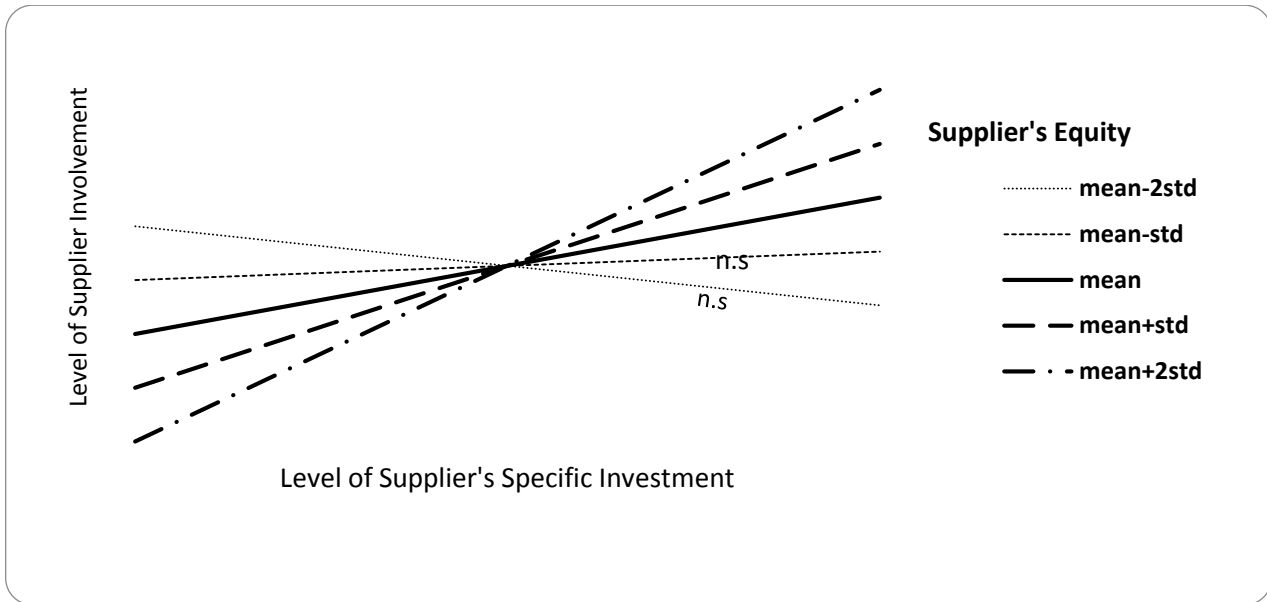 Level of Supplier Involvement
n.s
n.s
Level of Supplier's Specific Investment
Supplier's Equity
mean-2std
mean-std
mean
mean+std
mean+2std